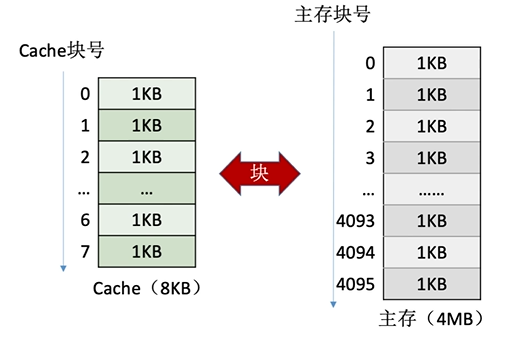 Cache块号
0 1KB
1 1KB
2 1KB
... ...
6 1KB
7 1KB
Cache（8KB）
块
主存块号
0 1KB
1 1KB
2 1KB
3 1KB
... ……
4093 1KB
4094 1KB
4095 1KB
主存（4MB）